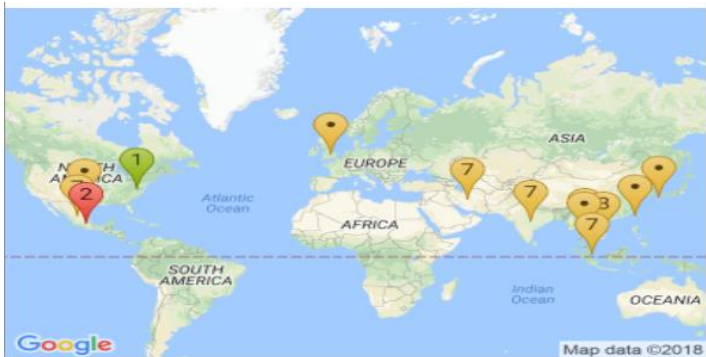 1
2
7
7
7
3
NORTH
AMERICA
Atlantic
Ocean
EUROPE
ASIA
AFRICA
SOUTH
AMERICA
Indian
Ocean
OCEANIA
Google
Map data ©2018